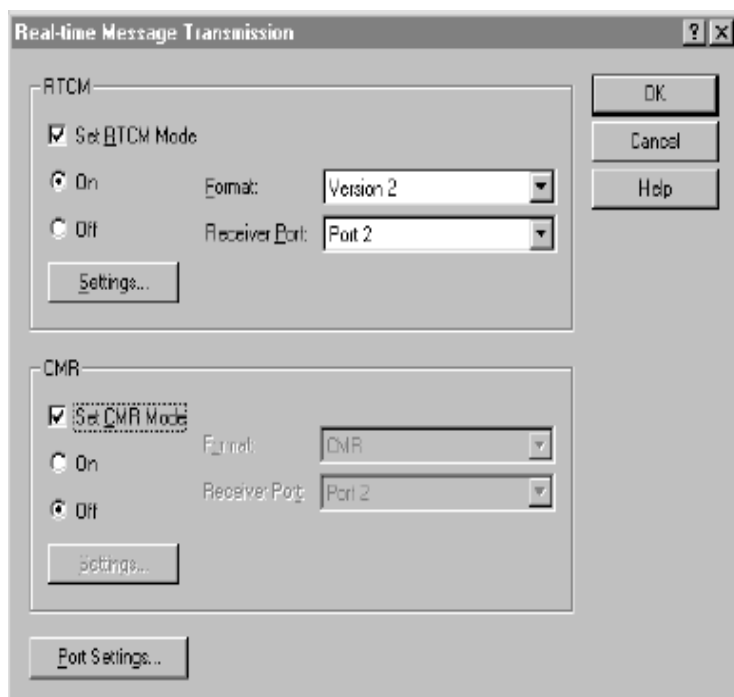 Real-time Message Transmission
RTCM
Set RTCM Mode
On
Format: Version 2
Off
Receiver Port: Port 2
Settings...
OK
Cancel
Help
CMR
Set CMR Mode
Format: CMR
On
Receiver Port: Port 2
Off
Settings...
Port Settings...